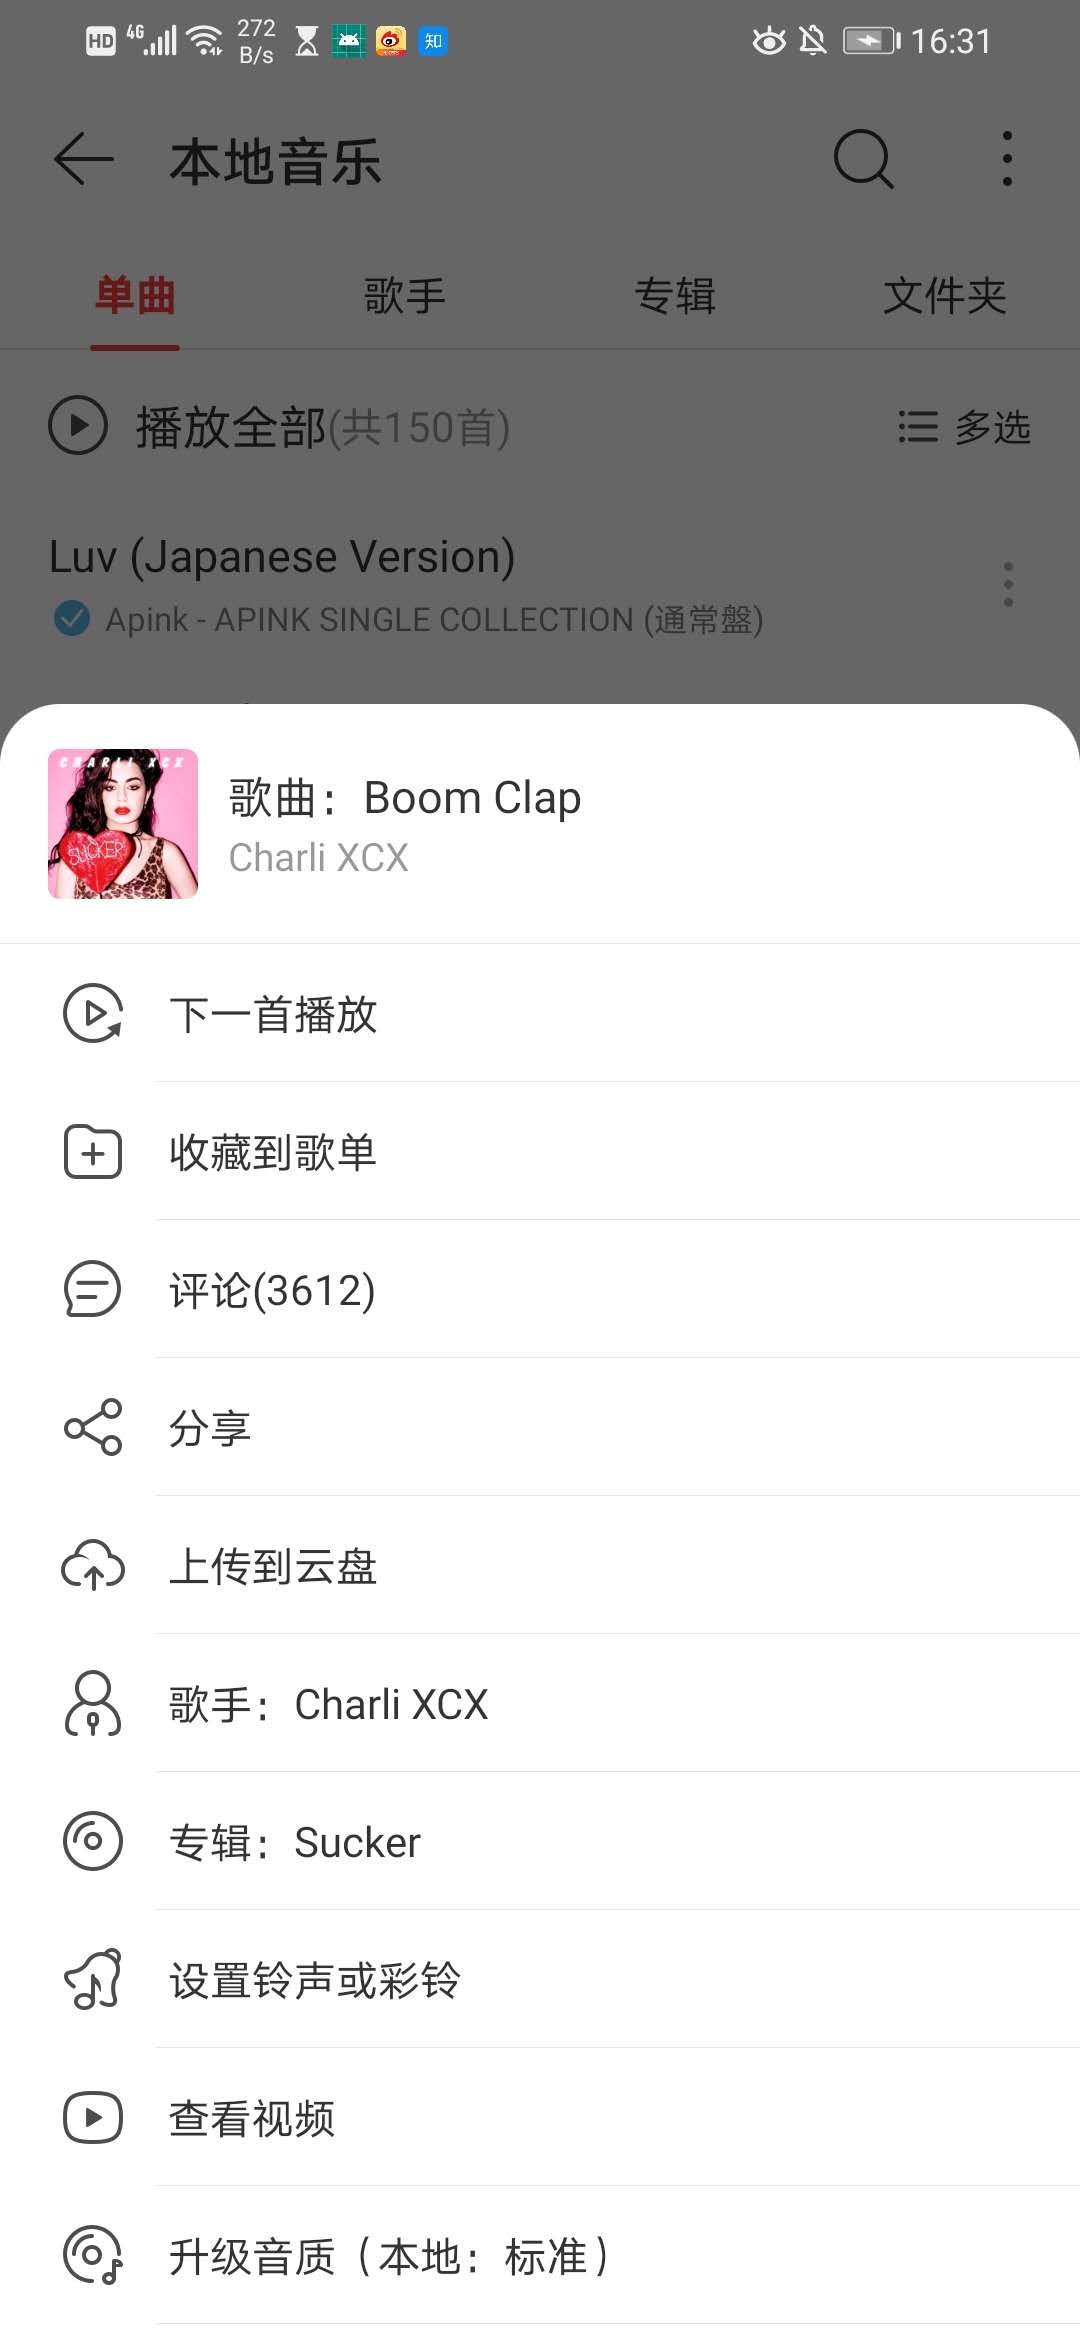 HD 4G 272 B/s 知 16:31
本地音乐
单曲 歌手 专辑 文件夹
播放全部(共150首) 多选
Luv (Japanese Version)
Apink - APINK SINGLE COLLECTION (通常盤)
CHARLI XCX
SUCKER
歌曲：Boom Clap
Charli XCX
下一首播放
收藏到歌单
评论(3612)
分享
上传到云盘
歌手：Charli XCX
专辑：Sucker
设置铃声或彩铃
查看视频
升级音质（本地：标准）